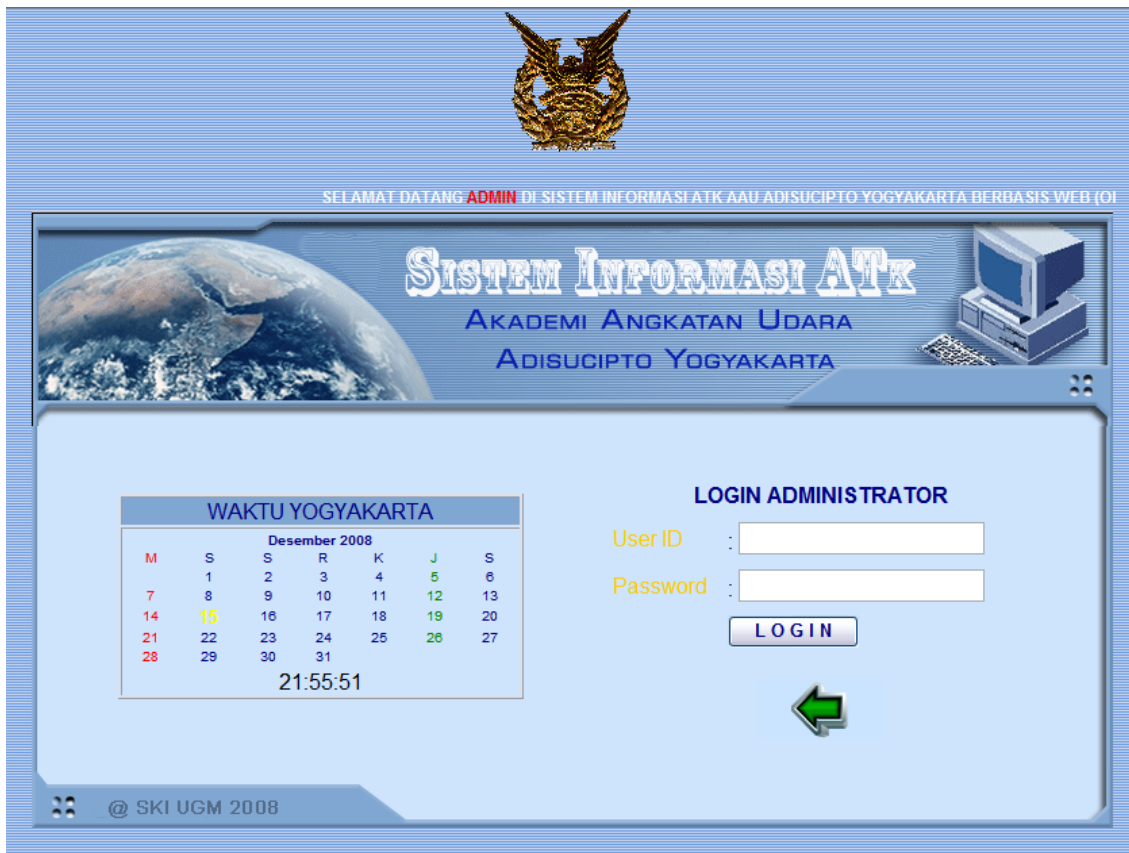 SELAMAT DATANG ADMIN DI SISTEM INFORMASI ATK AAU ADISUCIPTO YOGYAKARTA BERBASIS WEB (OI
SISTEM INFORMASI ATK
AKADEMI ANGKATAN UDARA
ADISUCIPTO YOGYAKARTA
WAKTU YOGYAKARTA
Desember 2008
M S S R K J S
1 2 3 4 5 6
7 8 9 10 11 12 13
14 15 16 17 18 19 20
21 22 23 24 25 26 27
28 29 30 31
21:55:51
LOGIN ADMINISTRATOR
User ID :
Password :
LOGIN
@ SKI UGM 2008